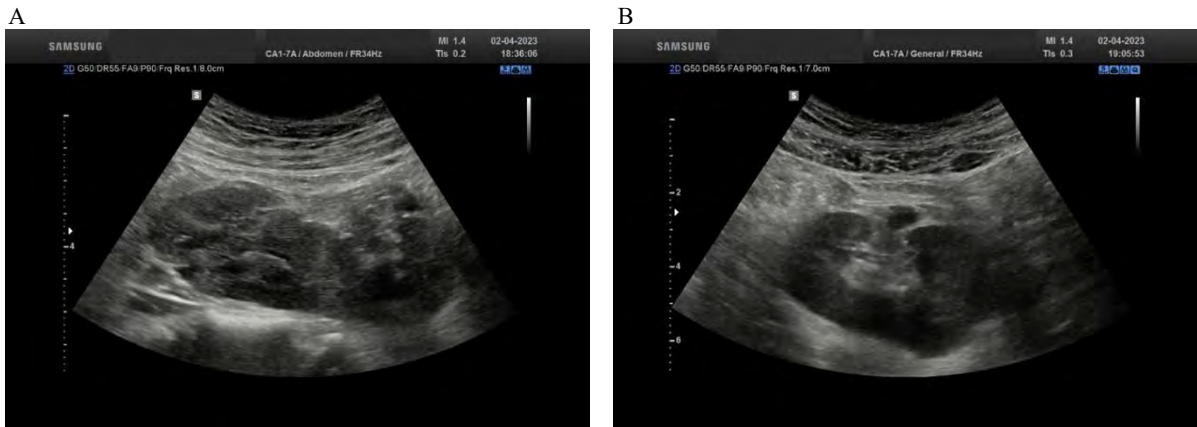 A
SAMSUNG
CA1-7A / Abdomen / FR34Hz
MI 1.4
TIs 0.2
02-04-2023
18:36:06
2D G50/DR55/FA9/P90/Frq Res.1/8.0cm
S
4
B
SAMSUNG
CA1-7A / General / FR34Hz
MI 1.4
TIs 0.3
02-04-2023
19:05:53
2D G50/DR55/FA9/P90/Frq Res.1/7.0cm
S
2
4
6